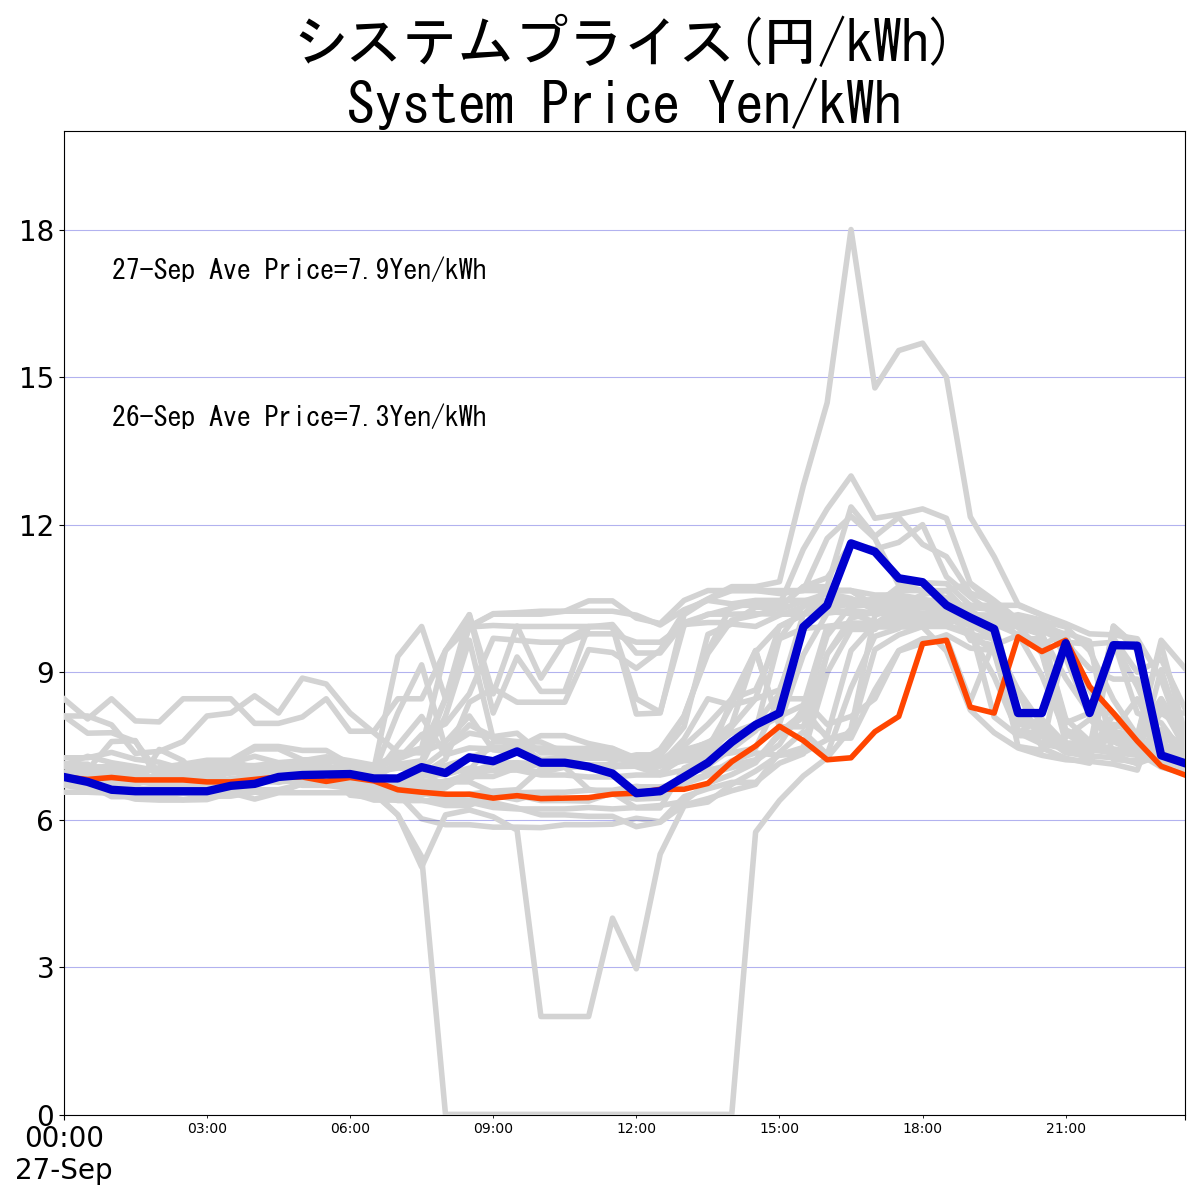 システムプライス(円/kWh)
System Price Yen/kWh
18
27-Sep Ave Price=7.9Yen/kWh
15
26-Sep Ave Price=7.3Yen/kWh
12
9
6
3
0
00:00 03:00 06:00 09:00 12:00 15:00 18:00 21:00
27-Sep